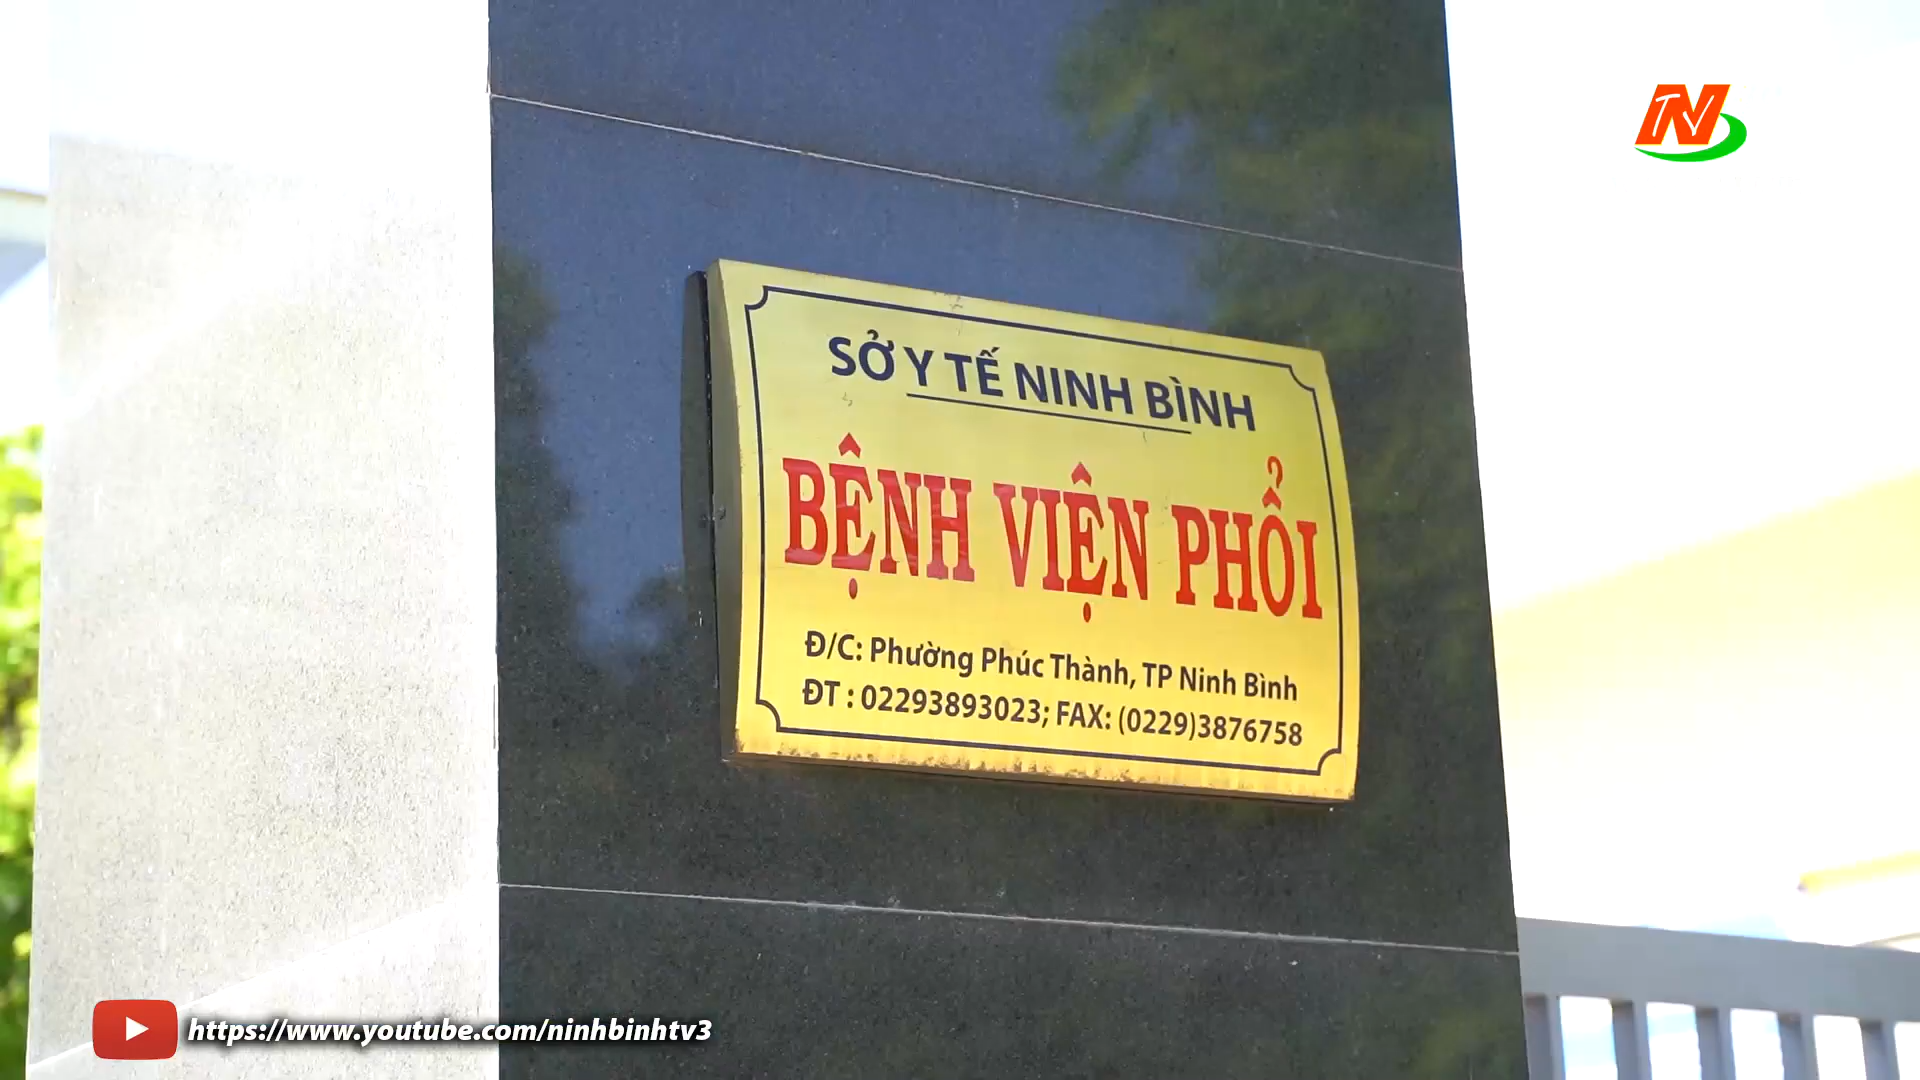 NTV
SỞ Y TẾ NINH BÌNH
BỆNH VIỆN PHỔI
Đ/C: Phường Phúc Thành, TP Ninh Bình
ĐT : 02293893023; FAX: (0229)3876758
https://www.youtube.com/ninhbinhtv3